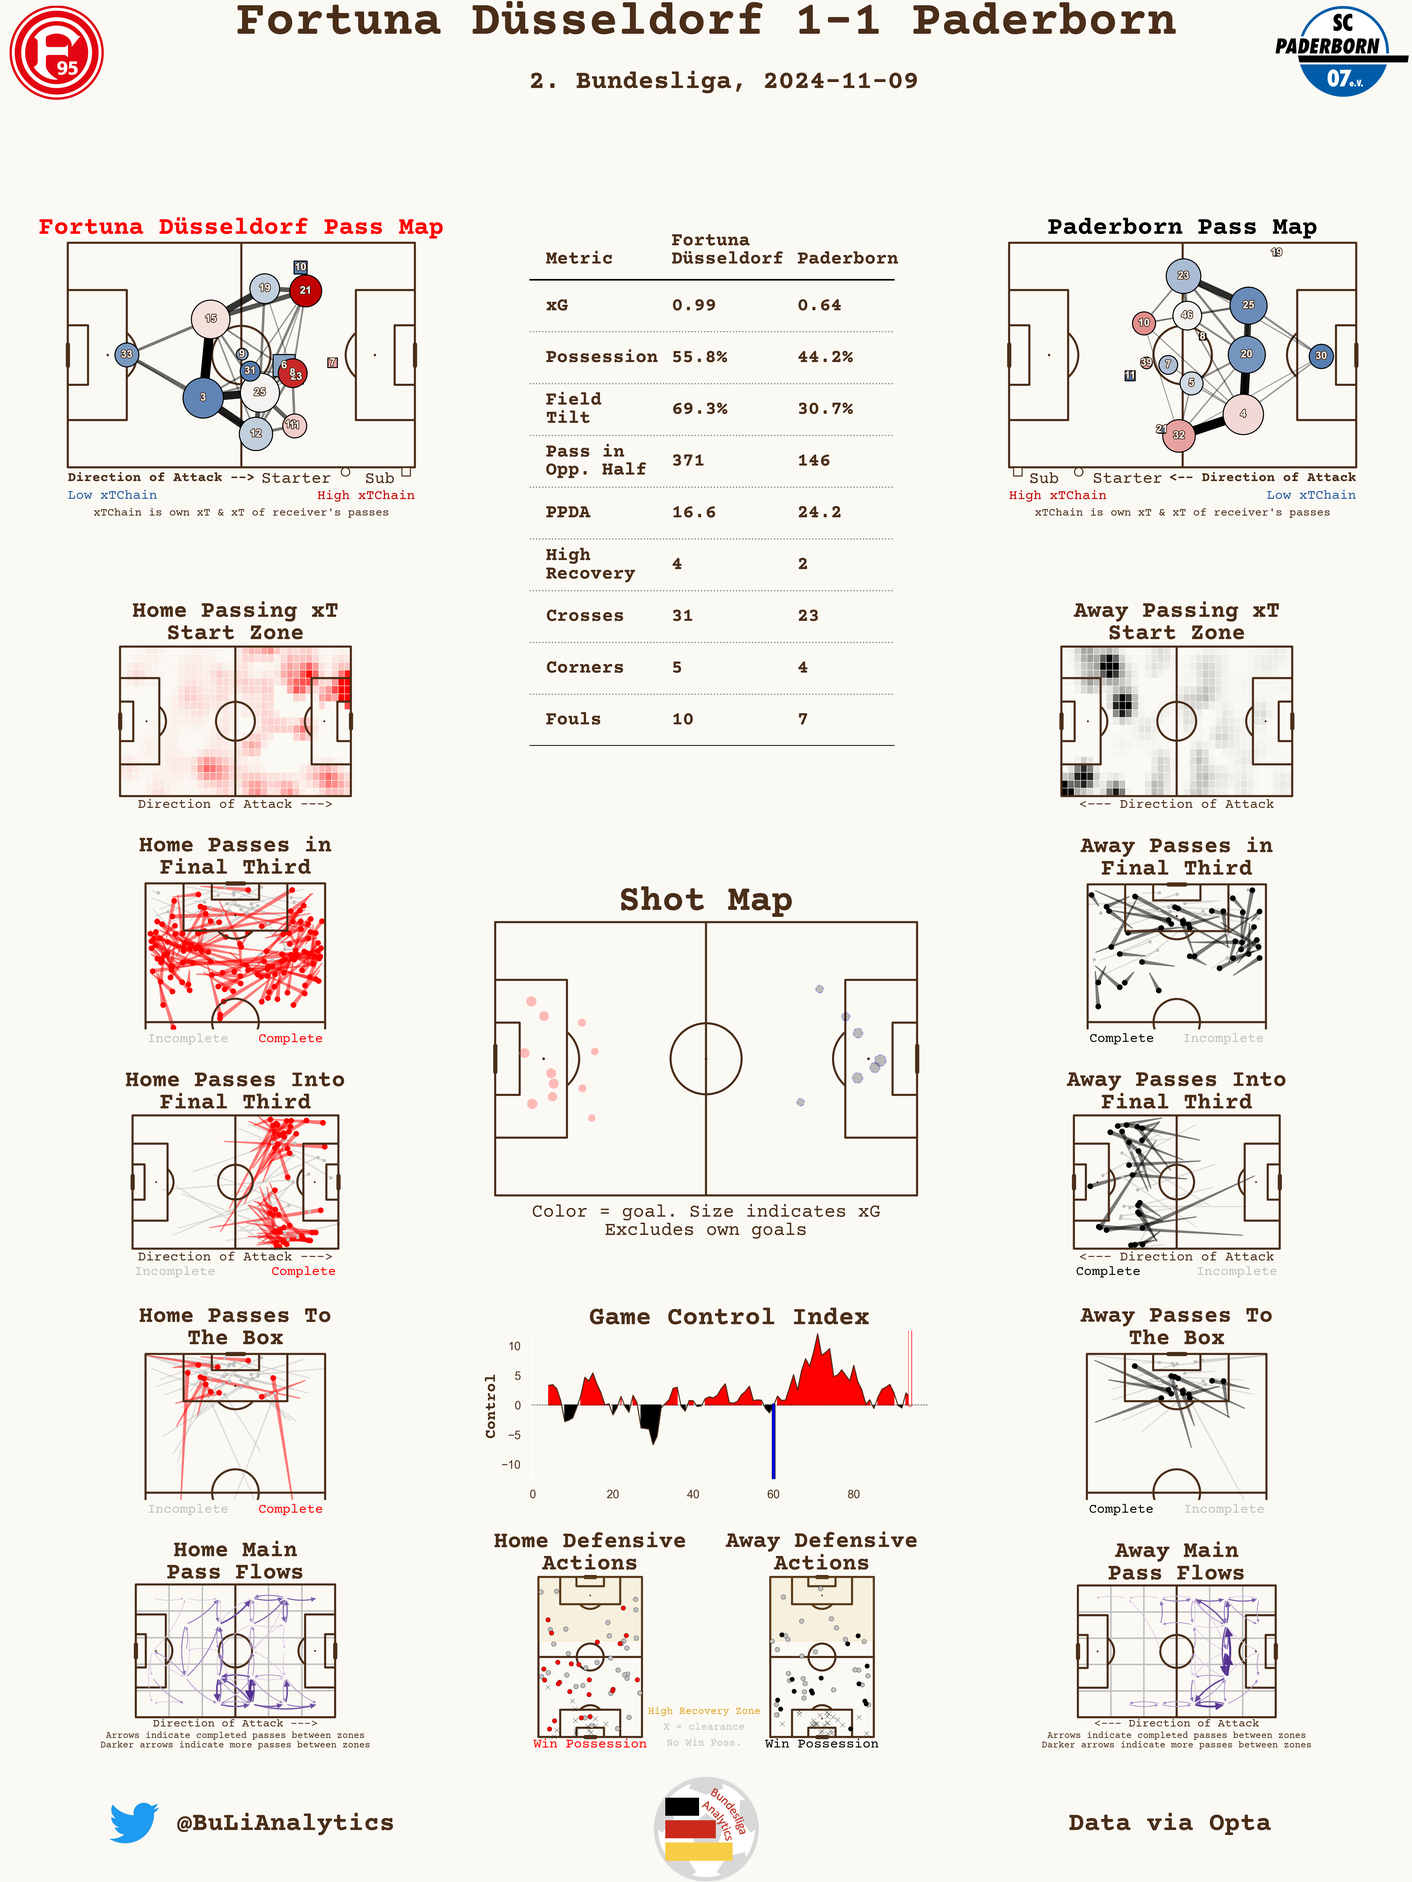 Fortuna Düsseldorf 1-1 Paderborn
2. Bundesliga, 2024-11-09
F 95
SC
PADERBORN
07 e.V.
Fortuna Düsseldorf Pass Map
10
19
21
15
33
9
6
7
31
8
23
3
25
11
12
Direction of Attack --> Starter Sub
Low xTChain High xTChain
xTChain is own xT & xT of receiver's passes
Metric Fortuna Düsseldorf Paderborn
xG 0.99 0.64
Possession 55.8% 44.2%
Field Tilt 69.3% 30.7%
Pass in Opp. Half 371 146
PPDA 16.6 24.2
High Recovery 4 2
Crosses 31 23
Corners 5 4
Fouls 10 7
Paderborn Pass Map
19
23
25
46
10
8
20
30
39
7
11
5
4
21
32
Sub Starter <-- Direction of Attack
High xTChain Low xTChain
xTChain is own xT & xT of receiver's passes
Home Passing xT
Start Zone
Direction of Attack --->
Away Passing xT
Start Zone
<--- Direction of Attack
Home Passes in
Final Third
Incomplete Complete
Away Passes in
Final Third
Complete Incomplete
Shot Map
Color = goal. Size indicates xG
Excludes own goals
Home Passes Into
Final Third
Direction of Attack --->
Incomplete Complete
Away Passes Into
Final Third
<--- Direction of Attack
Complete Incomplete
Home Passes To
The Box
Incomplete Complete
Game Control Index
Control
10
5
0
−5
−10
0 20 40 60 80
Away Passes To
The Box
Complete Incomplete
Home Main
Pass Flows
Direction of Attack --->
Arrows indicate completed passes between zones
Darker arrows indicate more passes between zones
Home Defensive
Actions
Win Possession
High Recovery Zone
X = clearance
No Win Poss.
Away Defensive
Actions
Win Possession
Away Main
Pass Flows
<--- Direction of Attack
Arrows indicate completed passes between zones
Darker arrows indicate more passes between zones
@BuLiAnalytics
Bundesliga
Analytics
Data via Opta